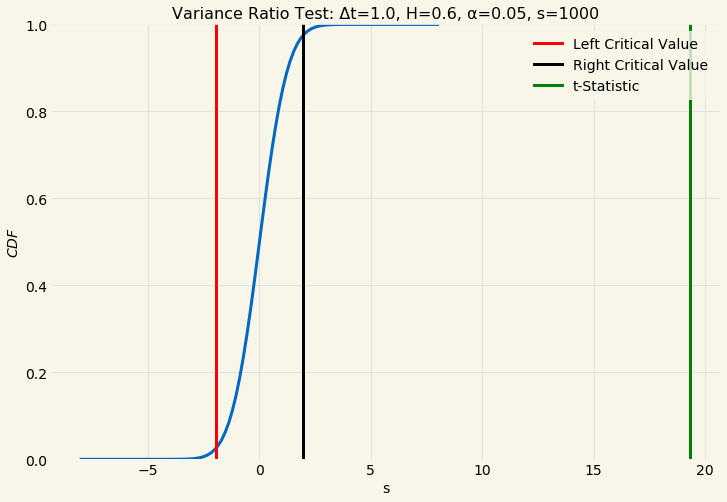 Variance Ratio Test: Δt=1.0, H=0.6, α=0.05, s=1000
1.0
0.8
0.6
0.4
0.2
0.0
CDF
Left Critical Value
Right Critical Value
t-Statistic
−5
0
5
10
15
20
s